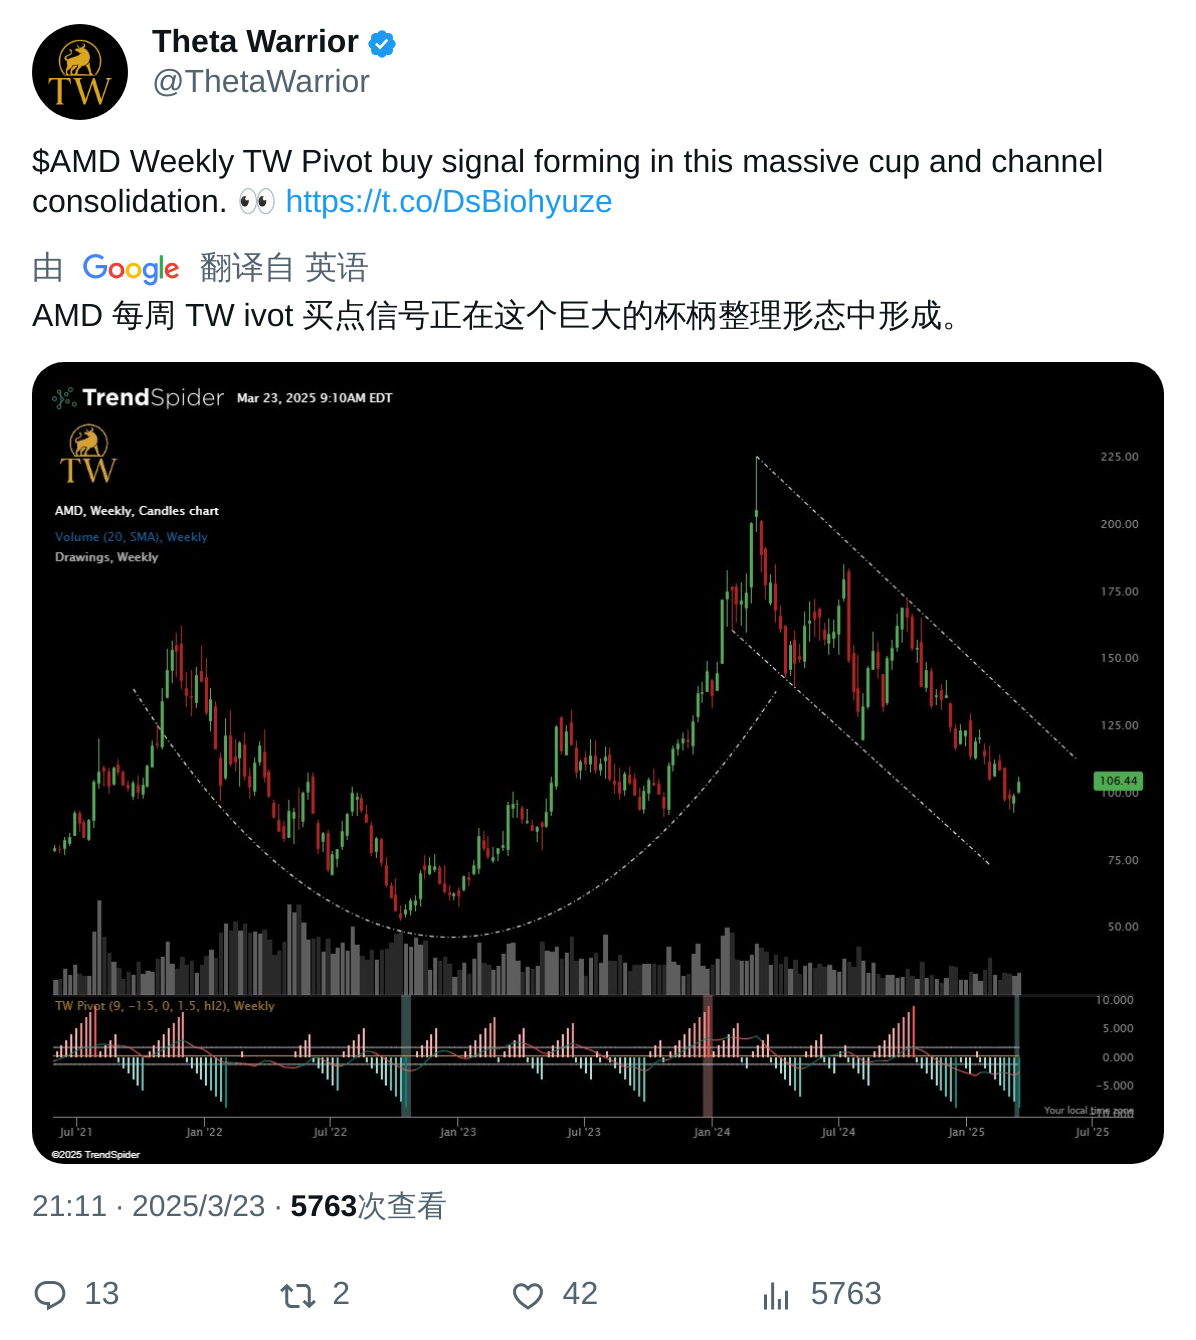 Theta Warrior
@ThetaWarrior
TW
$AMD Weekly TW Pivot buy signal forming in this massive cup and channel
consolidation. 👀 https://t.co/DsBiohyuze
由 Google 翻译自 英语
AMD 每周 TW ivot 买点信号正在这个巨大的杯柄整理形态中形成。
TrendSpider Mar 23, 2025 9:10AM EDT
TW
AMD, Weekly, Candles chart
Volume (20, SMA), Weekly
Drawings, Weekly
225.00
200.00
175.00
150.00
125.00
106.44
100.00
75.00
50.00
TW Pivot (9, -1.5, 0, 1.5, hl2), Weekly
10.000
5.000
0.000
-5.000
-10.000
Your local time zone
Jul '21 Jan '22 Jul '22 Jan '23 Jul '23 Jan '24 Jul '24 Jan '25 Jul '25
©2025 TrendSpider
21:11 · 2025/3/23 · 5763次查看
13 2 42 5763